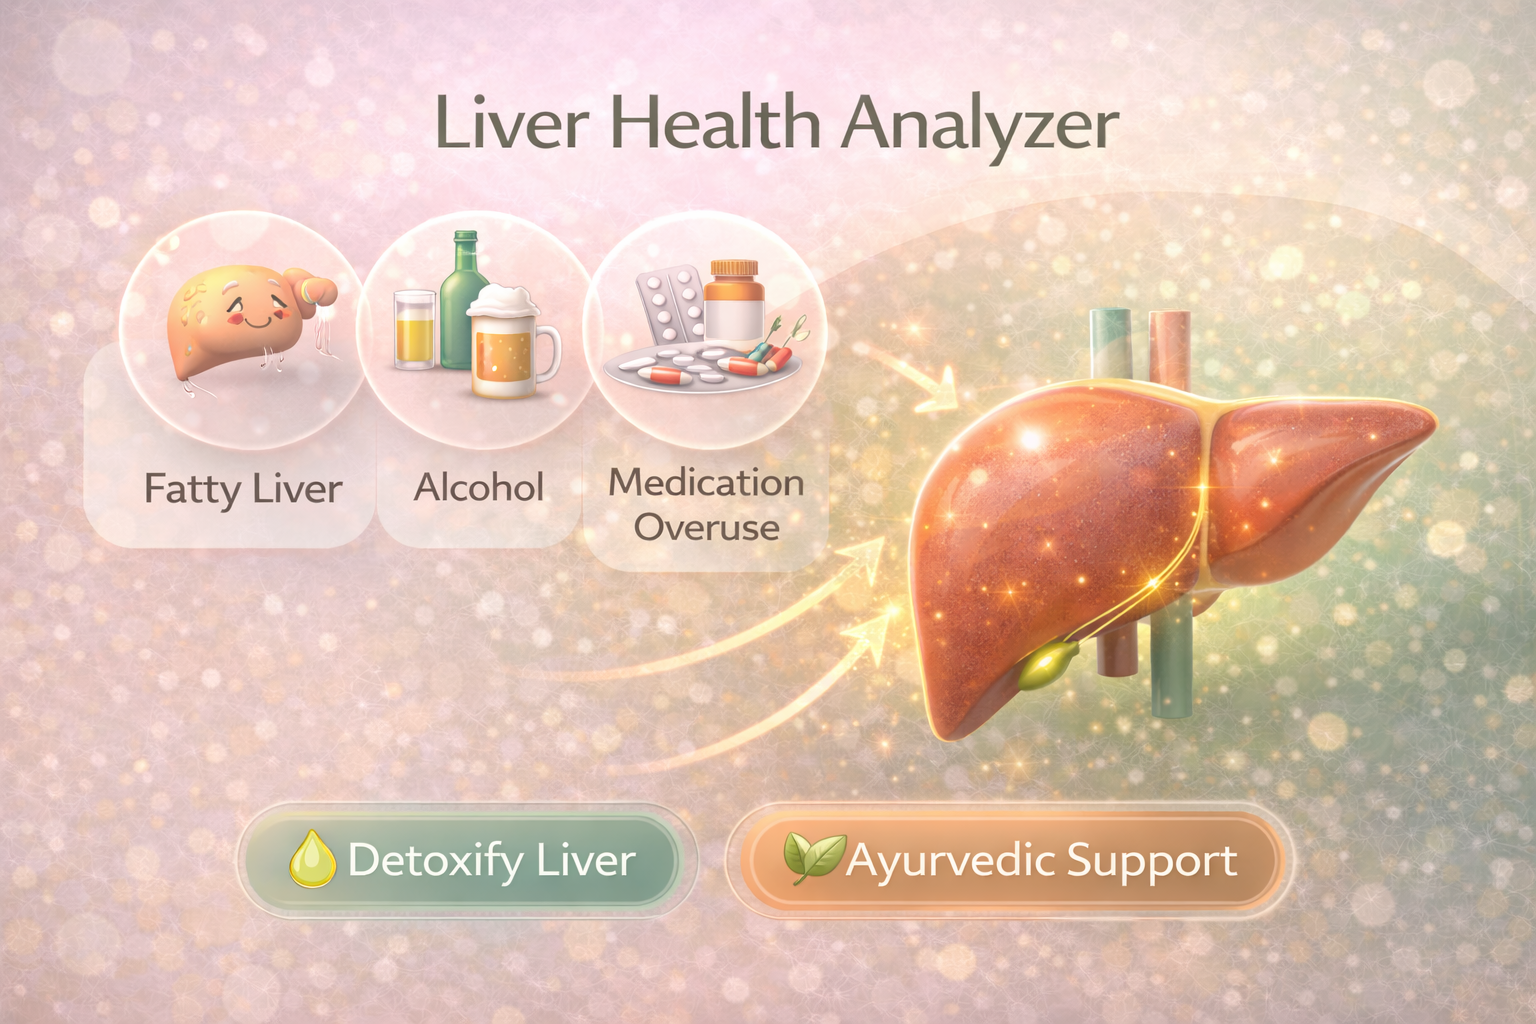 Liver Health Analyzer
Fatty Liver
Alcohol
Medication
Overuse
Detoxify Liver
Ayurvedic Support